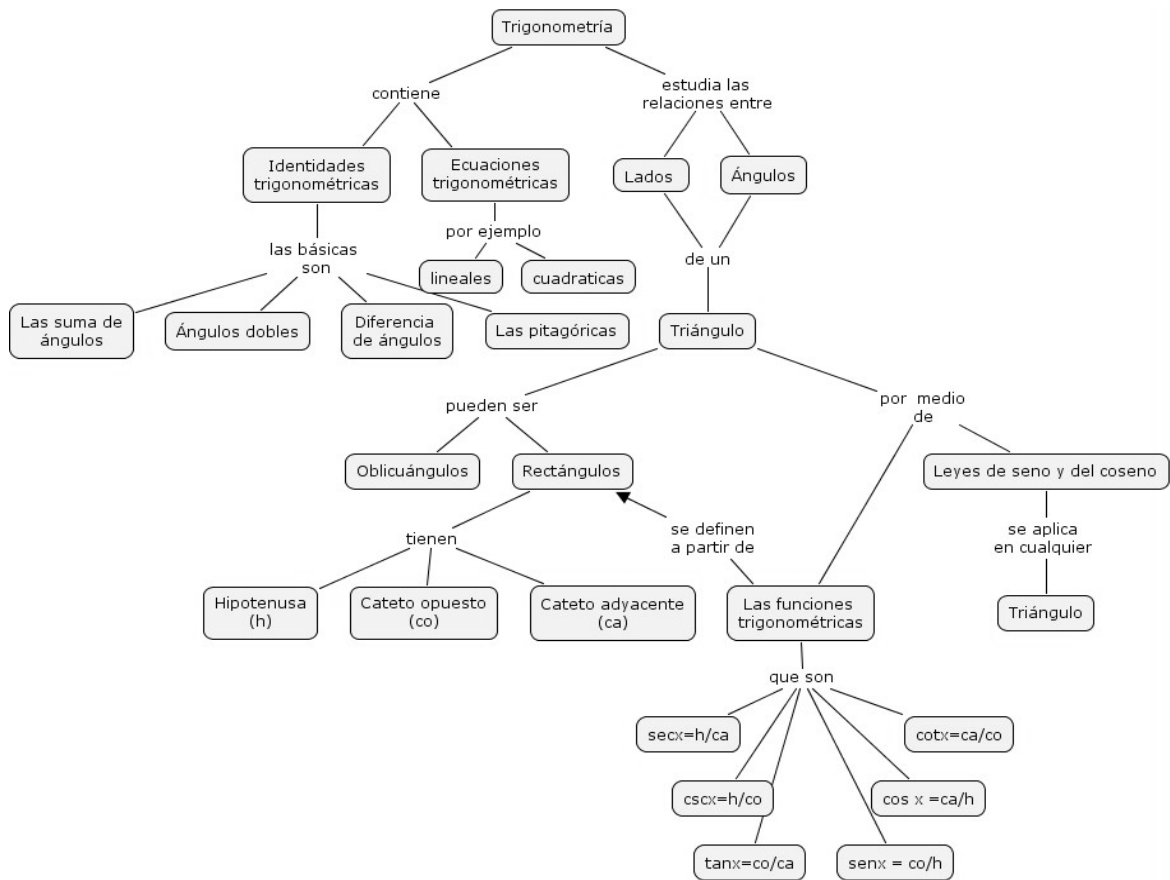 Trigonometría
contiene
estudia las
relaciones entre
Identidades
trigonométricas
Ecuaciones
trigonométricas
Lados
Ángulos
las básicas
son
por ejemplo
de un
lineales
cuadraticas
Las suma de
ángulos
Ángulos dobles
Diferencia
de ángulos
Las pitagóricas
Triángulo
pueden ser
por medio
de
Oblicuángulos
Rectángulos
Leyes de seno y del coseno
tienen
se definen
a partir de
se aplica
en cualquier
Hipotenusa
(h)
Cateto opuesto
(co)
Cateto adyacente
(ca)
Las funciones
trigonométricas
Triángulo
que son
secx=h/ca
cotx=ca/co
cscx=h/co
cos x =ca/h
tanx=co/ca
senx = co/h